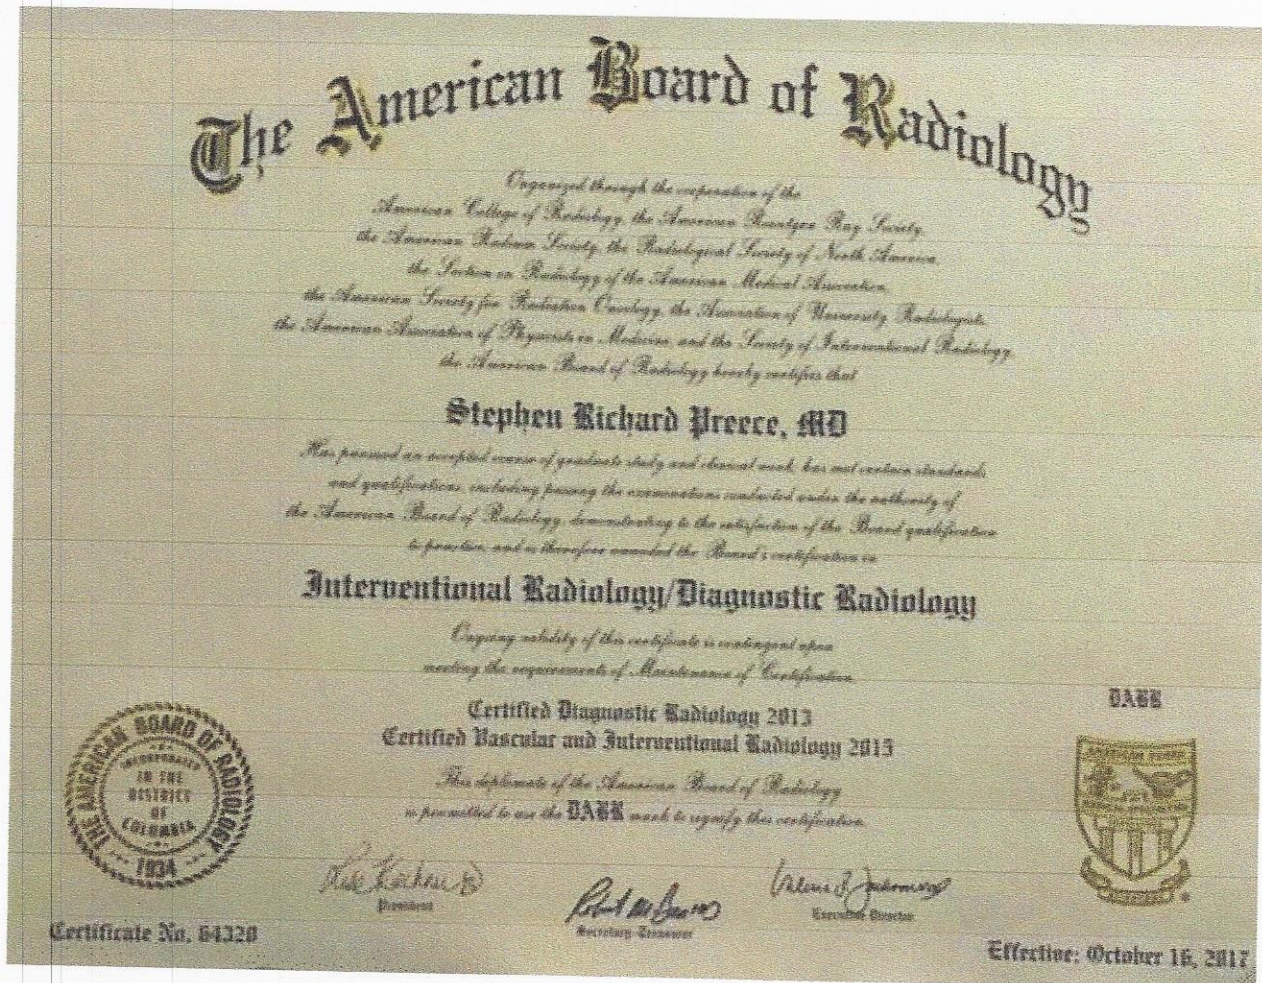 The American Board of Radiology
Organized through the cooperation of the
American College of Radiology, the American Roentgen Ray Society,
the American Radium Society, the Radiological Society of North America,
the Section on Radiology of the American Medical Association,
the American Society for Radiation Oncology, the Association of University Radiologists,
the American Association of Physicists in Medicine, and the Society of Interventional Radiology,
the American Board of Radiology hereby certifies that
Stephen Richard Preece, MD
Has pursued an accepted course of graduate study and clinical work, has met certain standards
and qualifications, including passing the examinations conducted under the authority of
the American Board of Radiology, demonstrating to the satisfaction of the Board qualification
to practice, and is therefore awarded the Board's certification in
Interventional Radiology/Diagnostic Radiology
Ongoing validity of this certificate is contingent upon
meeting the requirements of Maintenance of Certification.
Certified Diagnostic Radiology 2013
Certified Vascular and Interventional Radiology 2015
This diplomate of the American Board of Radiology
is permitted to use the DABR mark to signify this certification.
THE AMERICAN BOARD OF RADIOLOGY
INCORPORATED
IN THE
DISTRICT
OF
COLUMBIA
1934
DABR
AMERICAN BOARD
®
President
Secretary-Treasurer
Executive Director
Certificate No. 64320
Effective: October 16, 2017